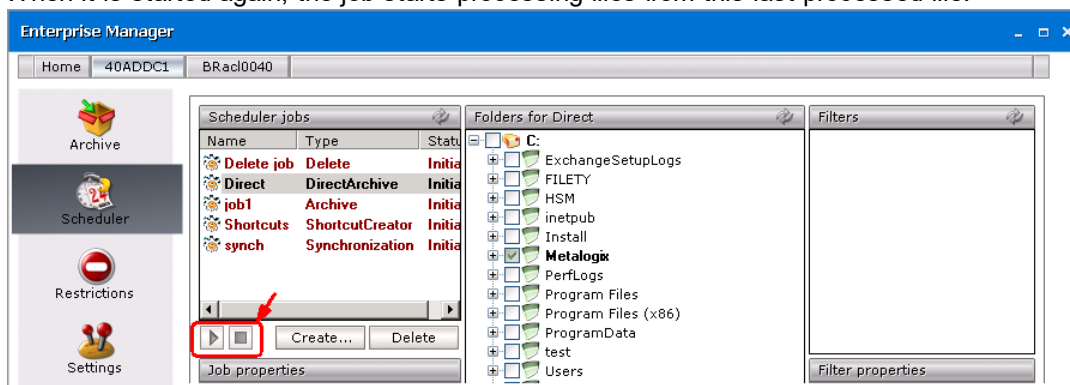 When it is started again, the job starts processing files from this last processed file.
Enterprise Manager
Home 40ADDC1 BRacl0040
Archive
Scheduler
Restrictions
Settings
Scheduler jobs
Name Type Statu
Delete job Delete Initia
Direct DirectArchive Initia
job1 Archive Initia
Shortcuts ShortcutCreator Initia
synch Synchronization Initia
Create... Delete
Job properties
Folders for Direct
C:
ExchangeSetupLogs
FILETY
HSM
inetpub
Install
Metalogix
PerfLogs
Program Files
Program Files (x86)
ProgramData
test
Users
Filters
Filter properties